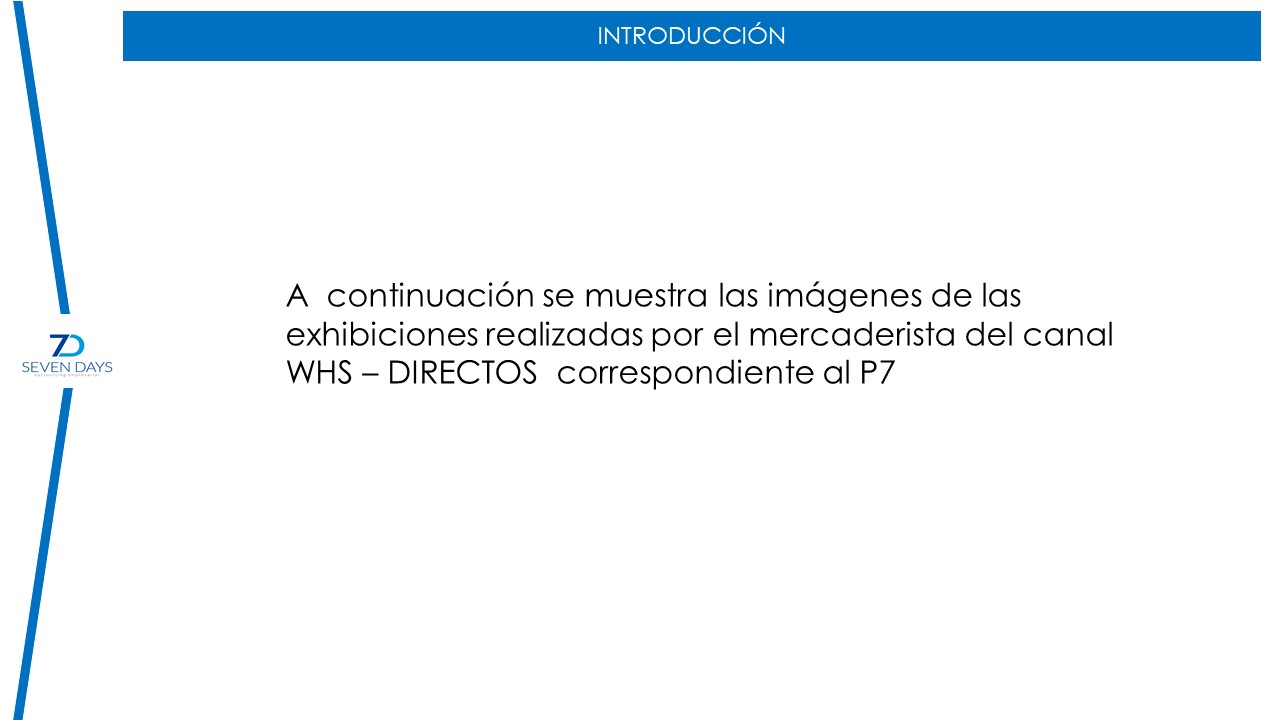 INTRODUCCIÓN
A  continuación se muestra las imágenes de las
exhibiciones realizadas por el mercaderista del canal
WHS – DIRECTOS  correspondiente al P7
7D
SEVEN DAYS